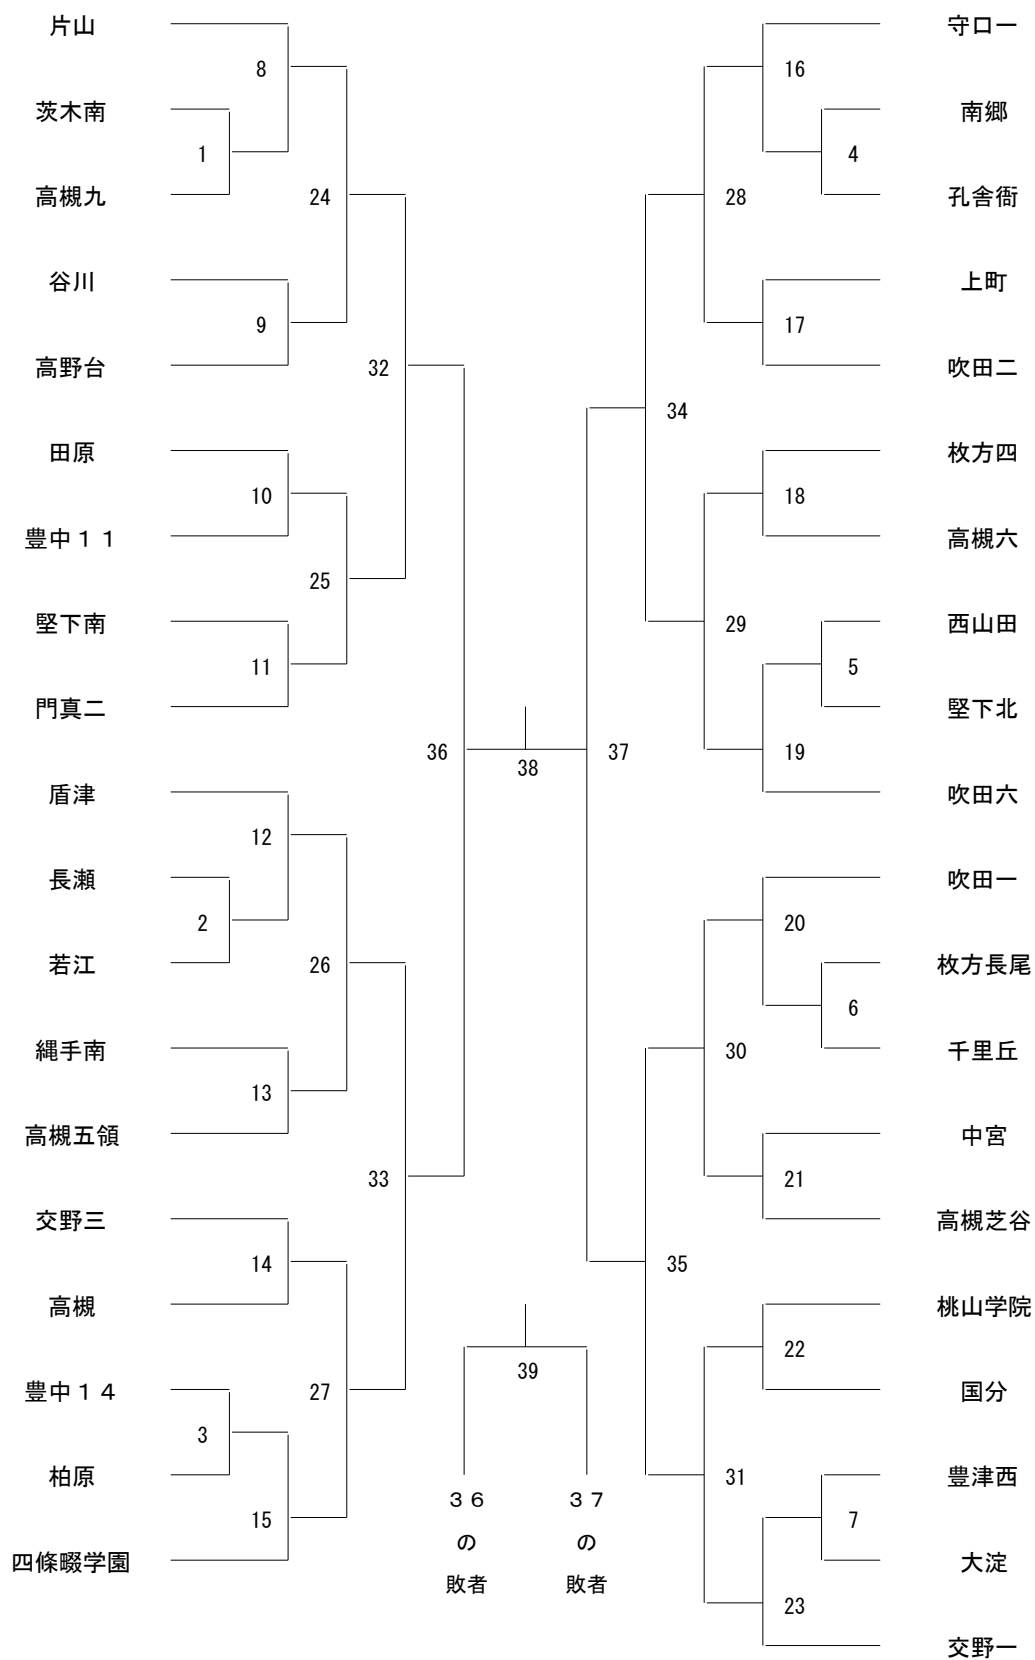 片山
8
茨木南
1
高槻九
24
谷川
9
高野台
32
田原
10
豊中１１
25
堅下南
11
門真二
36
盾津
12
長瀬
2
若江
26
縄手南
13
高槻五領
33
交野三
14
高槻
豊中１４
27
3
柏原
15
四條畷学園
38
39
３６
の
敗者
３７
の
敗者
守口一
16
南郷
4
孔舎衙
28
上町
17
吹田二
34
枚方四
18
高槻六
西山田
29
5
堅下北
37
19
吹田六
吹田一
20
枚方長尾
6
千里丘
30
中宮
21
高槻芝谷
35
桃山学院
22
国分
豊津西
31
7
大淀
23
交野一